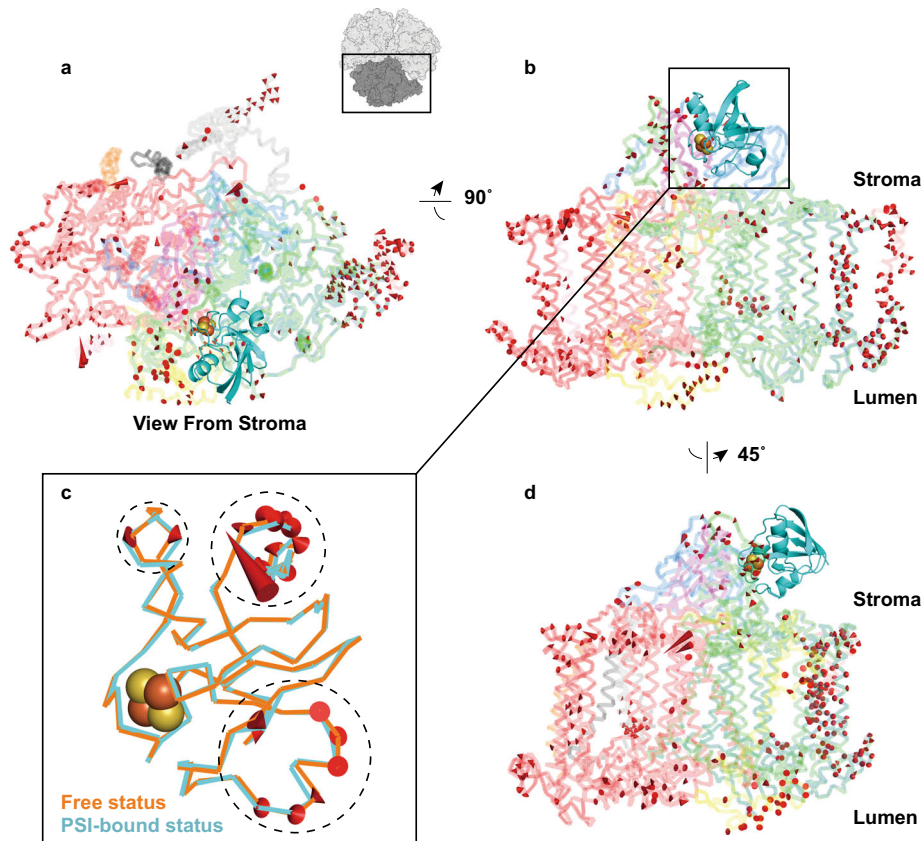 a
b
90°
Stroma
Lumen
View From Stroma
45°
c
d
Stroma
Lumen
Free status
PSI-bound status